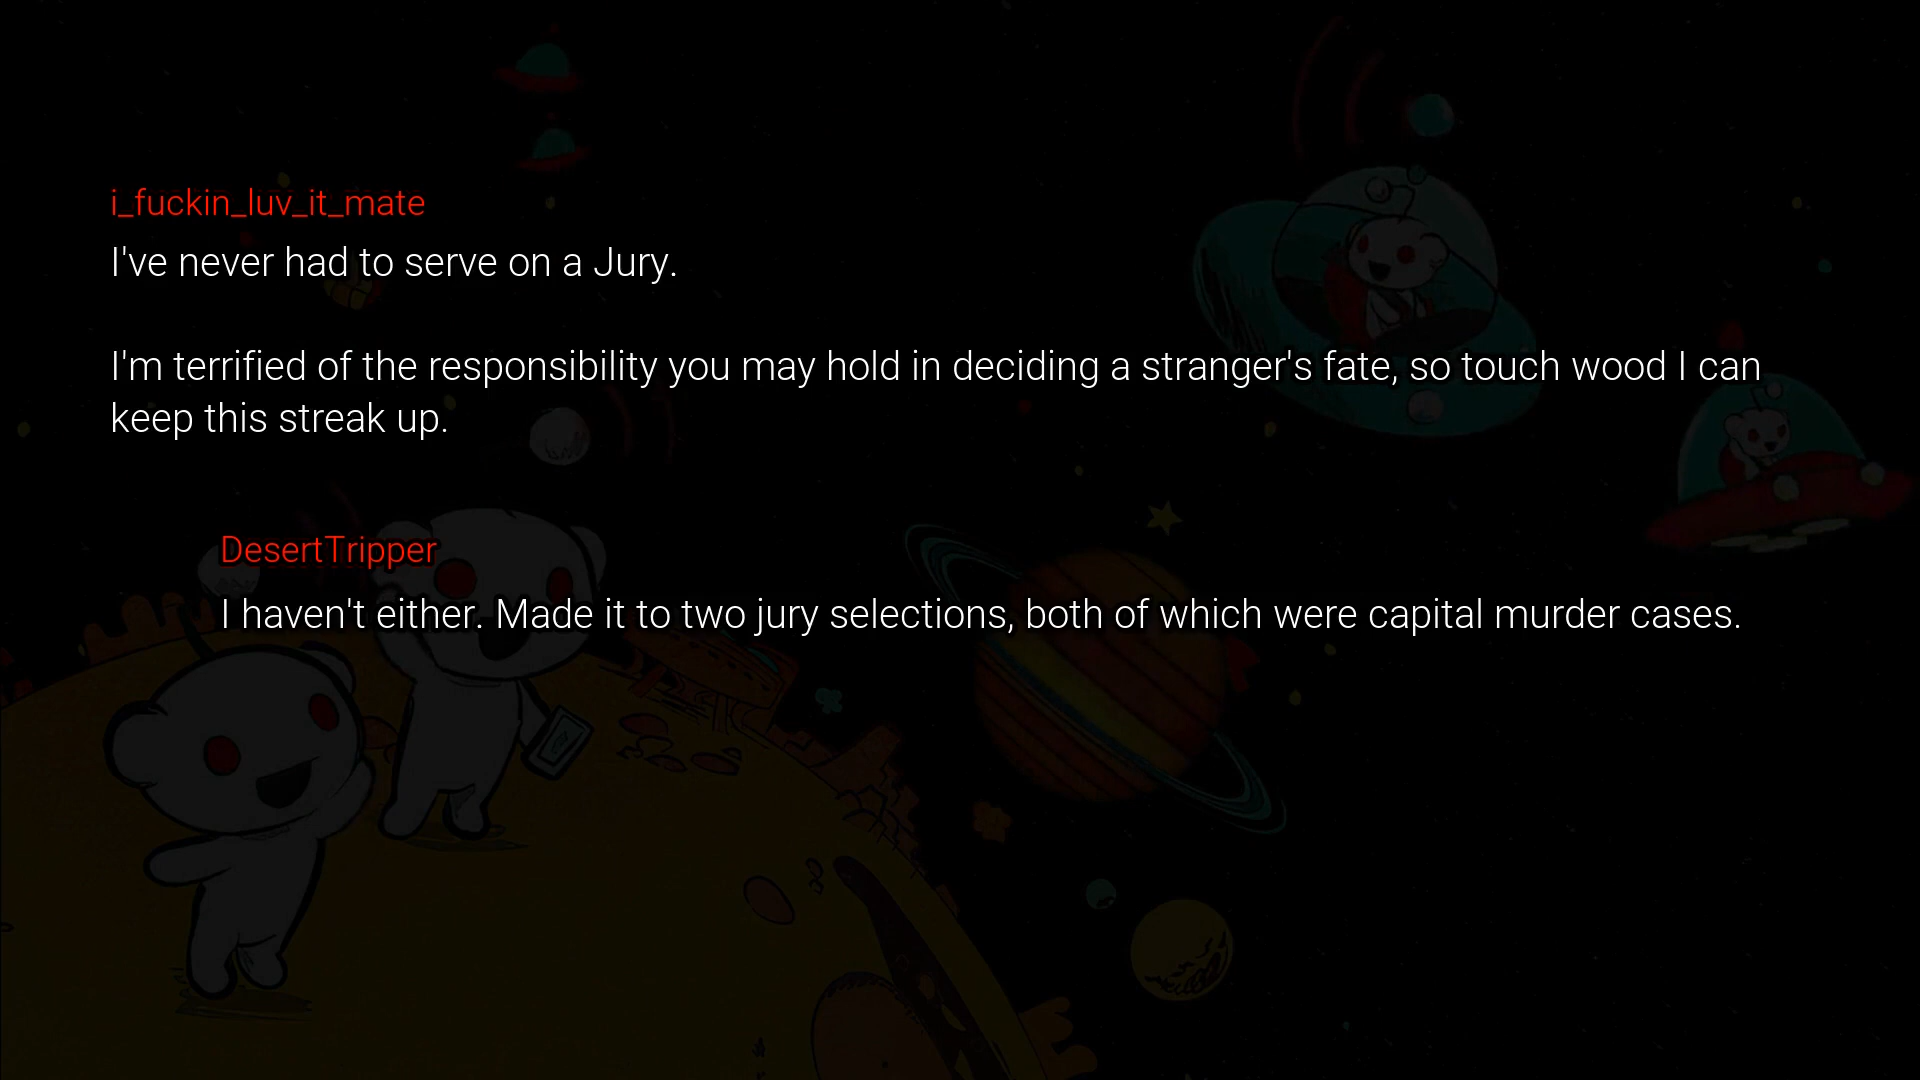 i_fuckin_luv_it_mate
I've never had to serve on a Jury.
I'm terrified of the responsibility you may hold in deciding a stranger's fate, so touch wood I can
keep this streak up.
DesertTripper
I haven't either. Made it to two jury selections, both of which were capital murder cases.